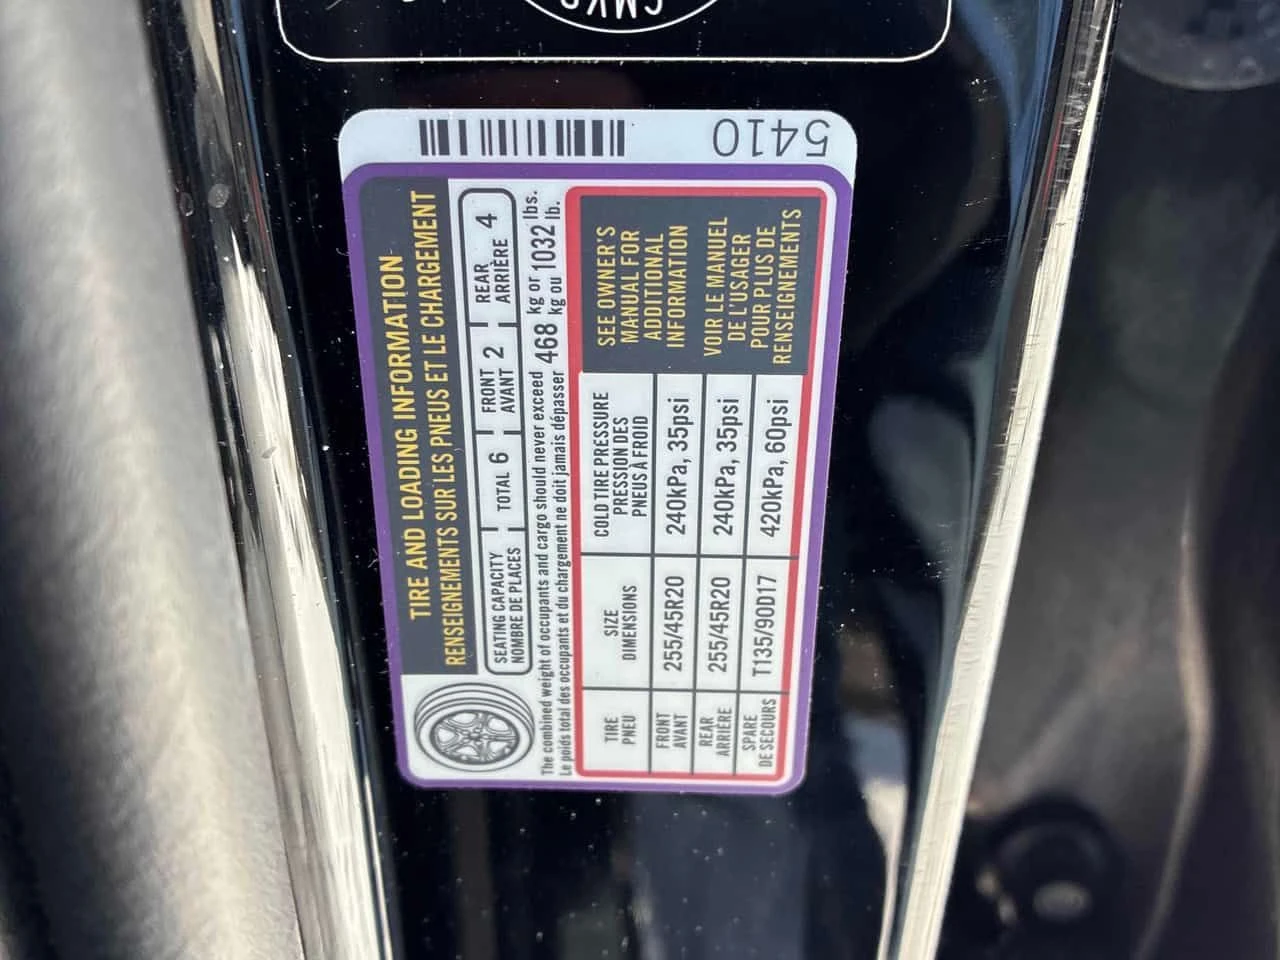 CMVSS
5410
TIRE AND LOADING INFORMATION
RENSEIGNEMENTS SUR LES PNEUS ET LE CHARGEMENT
SEATING CAPACITY
NOMBRE DE PLACES
TOTAL 6
FRONT
AVANT
2
REAR
ARRIÈRE
4
The combined weight of occupants and cargo should never exceed 468 kg or 1032 lbs.
Le poids total des occupants et du chargement ne doit jamais dépasser kg ou lb.
TIRE
PNEU
SIZE
DIMENSIONS
COLD TIRE PRESSURE
PRESSION DES
PNEUS À FROID
FRONT
AVANT
255/45R20
240kPa, 35psi
REAR
ARRIÈRE
255/45R20
240kPa, 35psi
SPARE
DE SECOURS
T135/90D17
420kPa, 60psi
SEE OWNER'S
MANUAL FOR
ADDITIONAL
INFORMATION
VOIR LE MANUEL
DE L'USAGER
POUR PLUS DE
RENSEIGNEMENTS